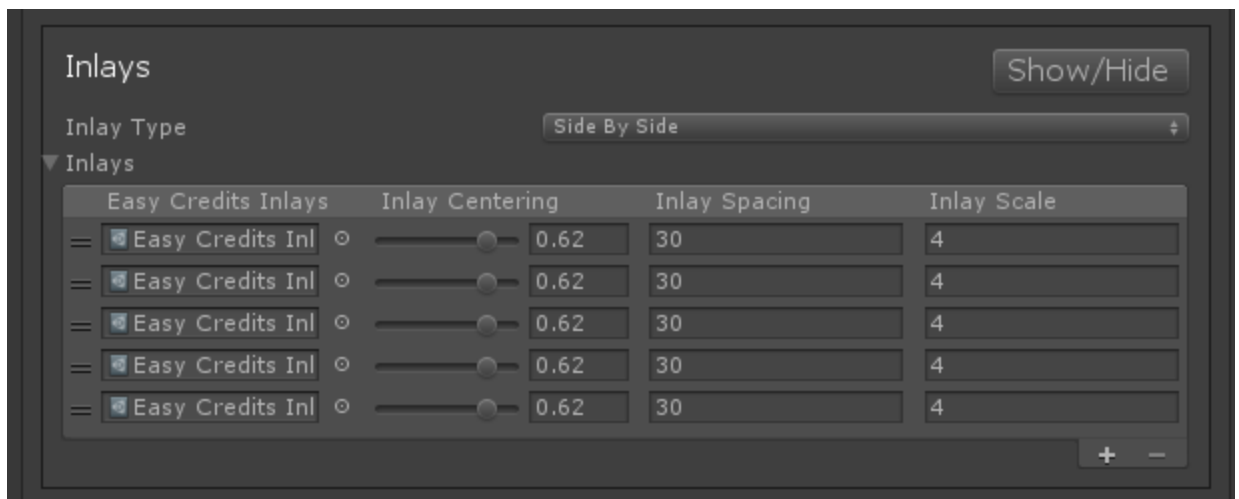 Inlays Show/Hide
Inlay Type Side By Side
Inlays
Easy Credits Inlays Inlay Centering Inlay Spacing Inlay Scale
Easy Credits Inl 0.62 30 4
Easy Credits Inl 0.62 30 4
Easy Credits Inl 0.62 30 4
Easy Credits Inl 0.62 30 4
Easy Credits Inl 0.62 30 4
+ −